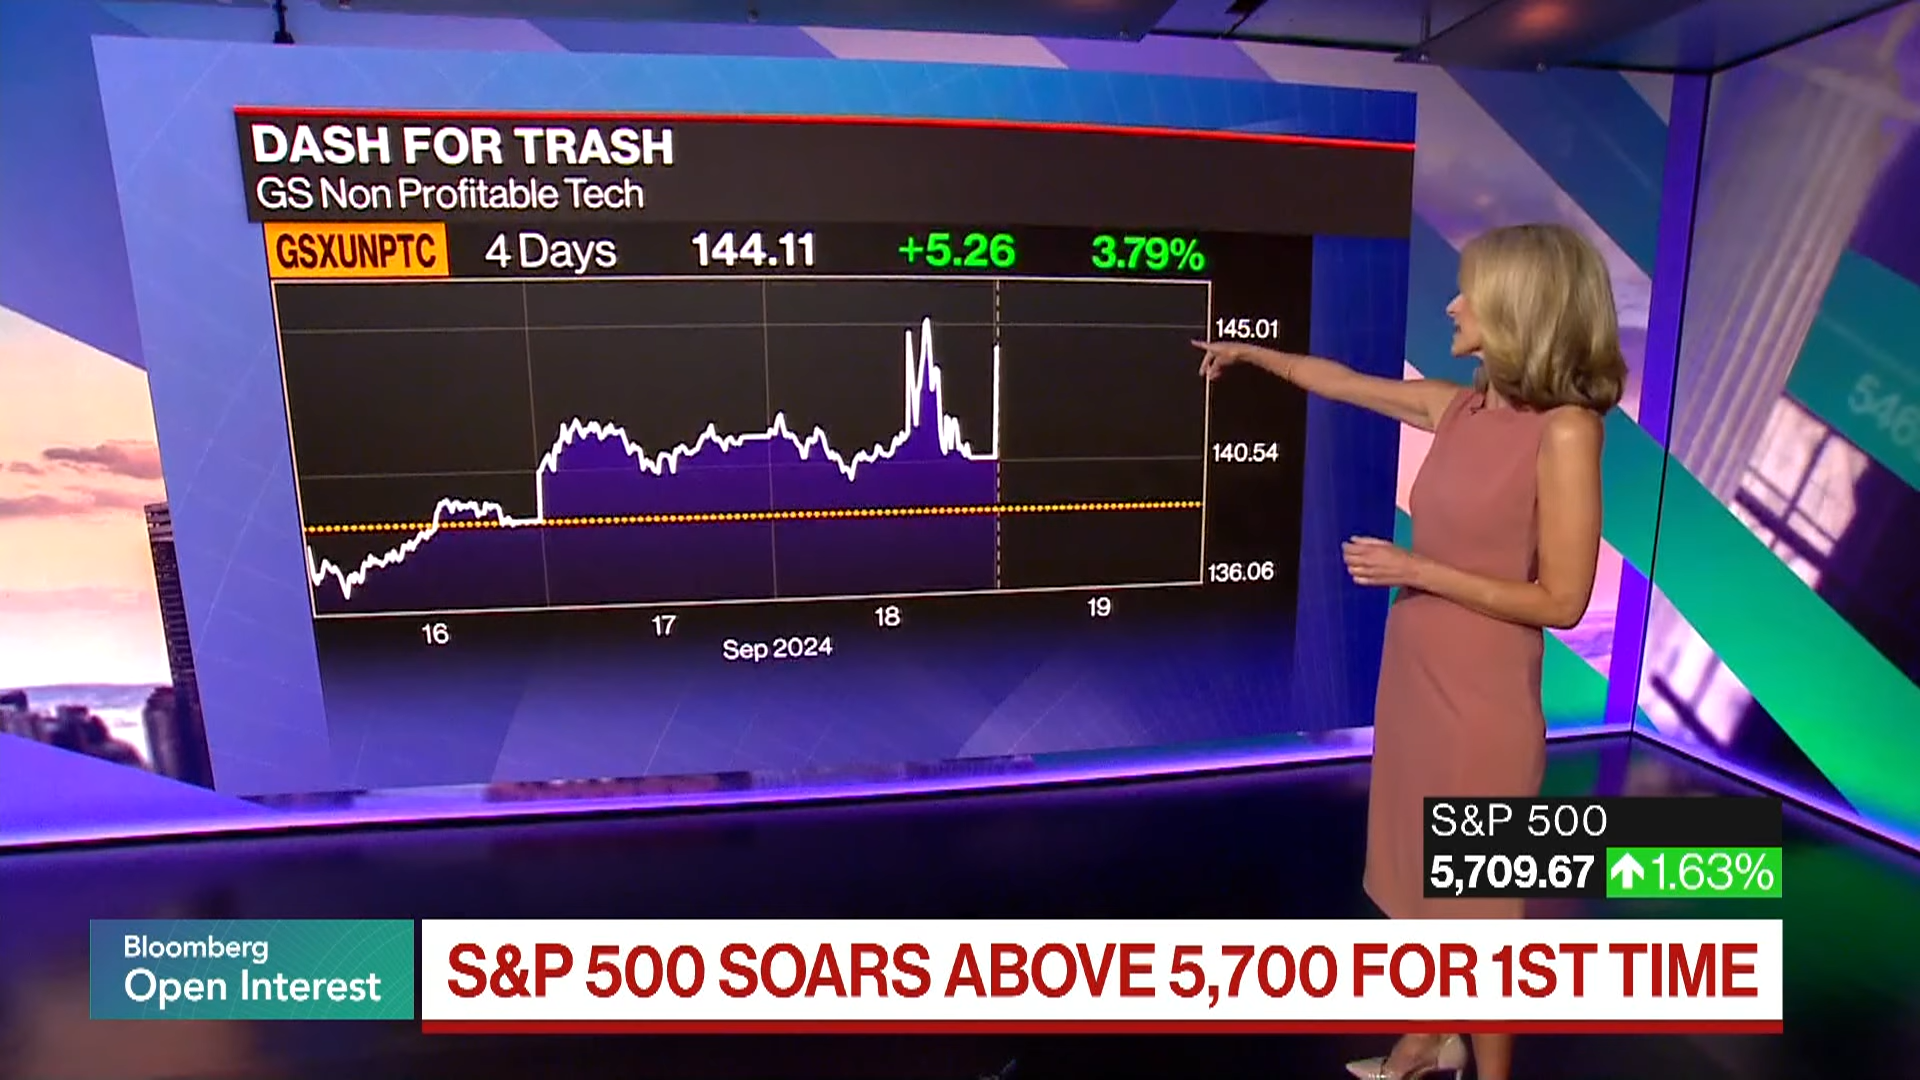 DASH FOR TRASH
GS Non Profitable Tech
GSXUNPTC 4 Days 144.11 +5.26 3.79%
145.01
140.54
136.06
16 17 18 19
Sep 2024
546
S&P 500
5,709.67 1.63%
Bloomberg
Open Interest
S&P 500 SOARS ABOVE 5,700 FOR 1ST TIME